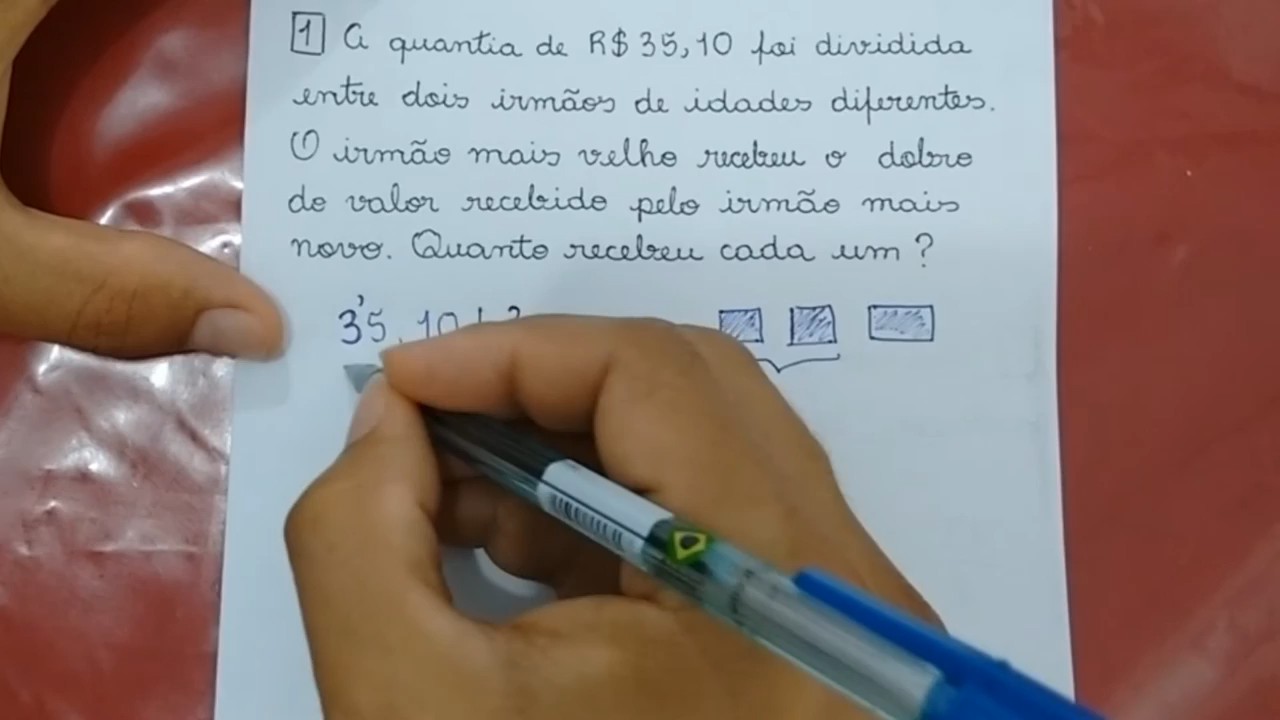 1 A quantia de R$ 35,10 foi dividida
entre dois irmãos de idades diferentes.
O irmão mais velho recebeu o dobro
do valor recebido pelo irmão mais
novo. Quanto recebeu cada um?
35,10